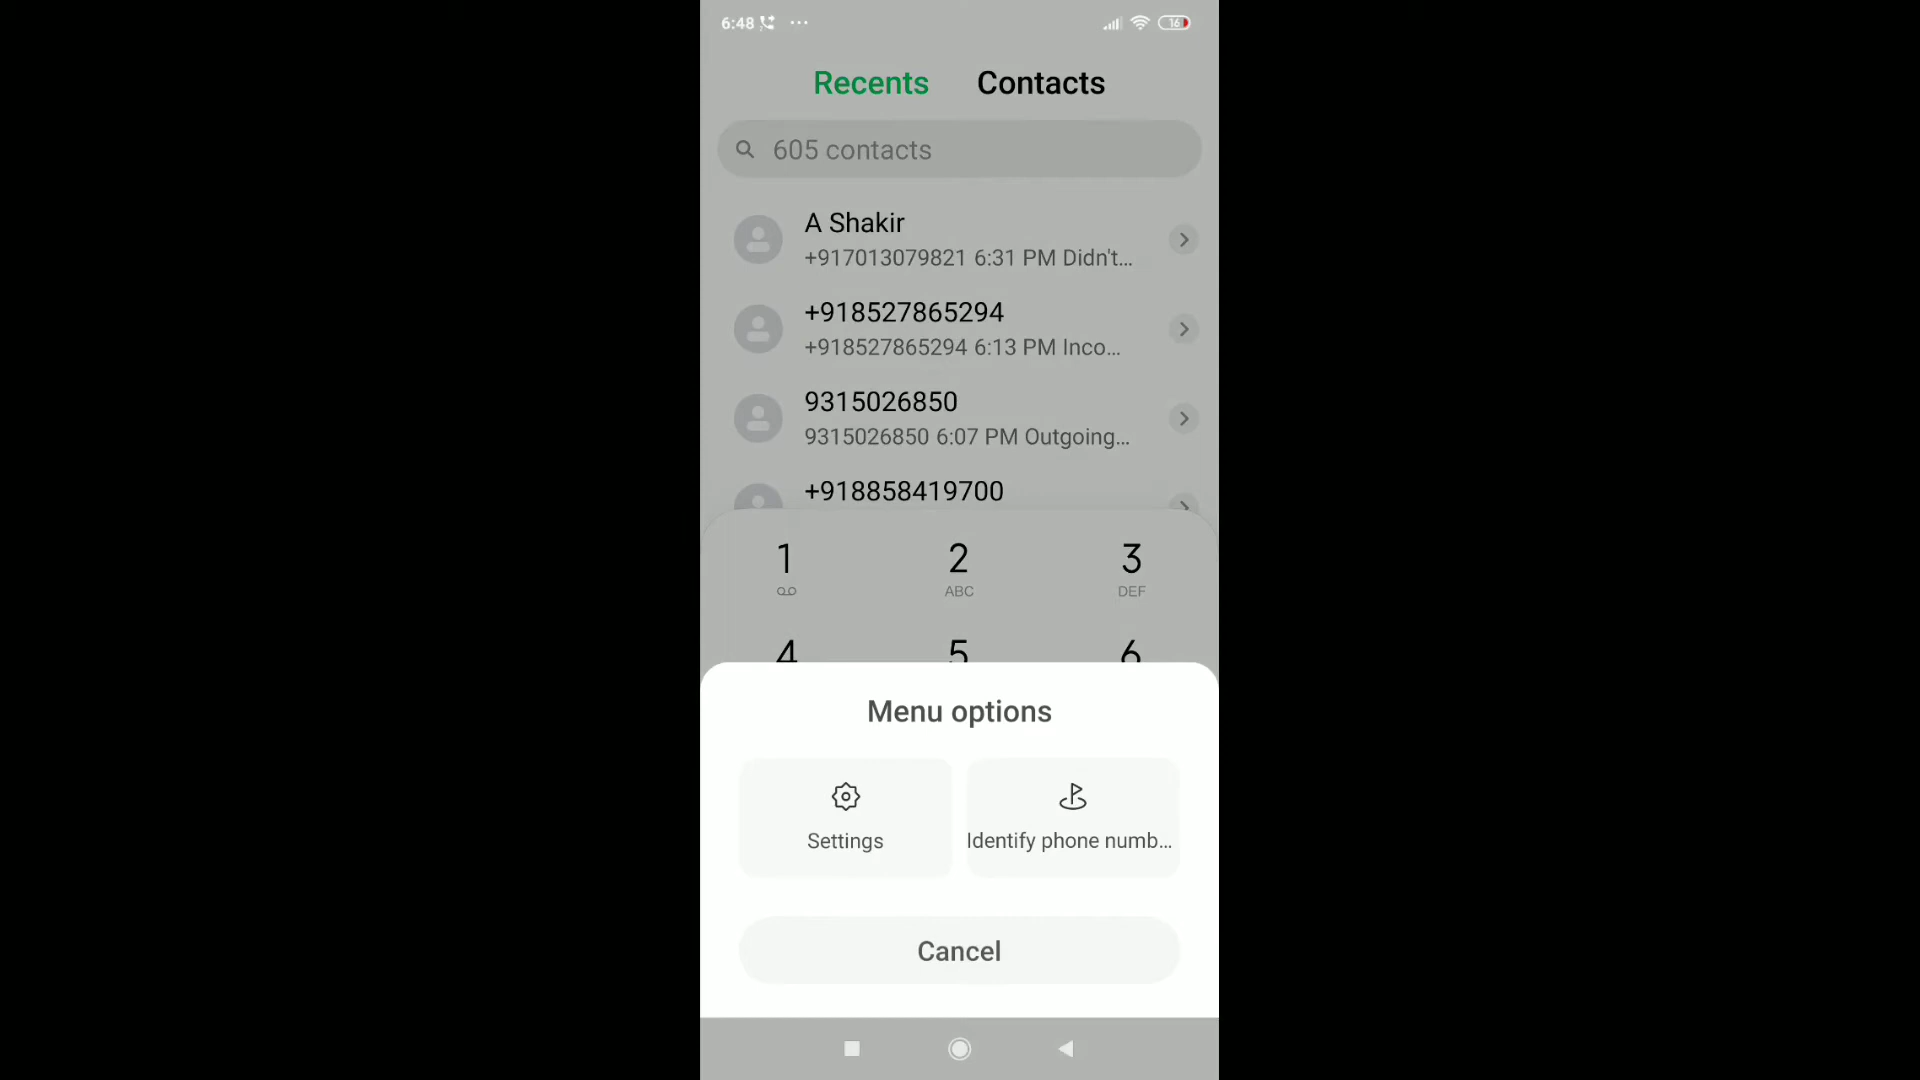 6:48 ... 16
Recents Contacts
605 contacts
A Shakir
+917013079821 6:31 PM Didn't...
+918527865294
+918527865294 6:13 PM Inco...
9315026850
9315026850 6:07 PM Outgoing...
+918858419700
1 2 3
ABC DEF
4 5 6
Menu options
Settings Identify phone numb...
Cancel